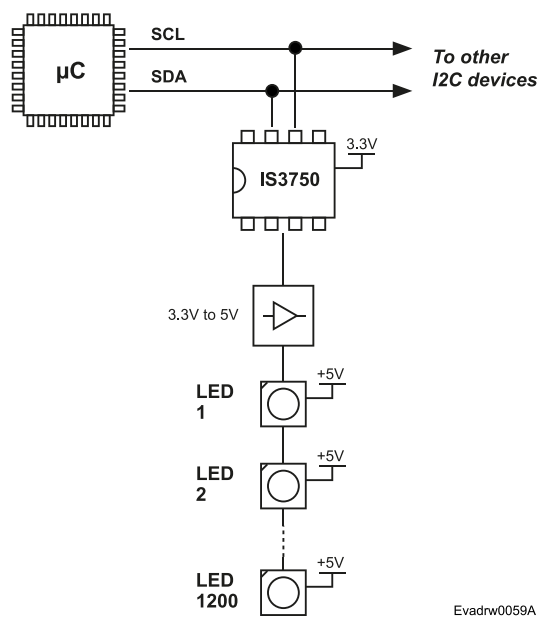 SCL
μC
SDA
To other
I2C devices
3.3V
IS3750
3.3V to 5V
+5V
LED
1
+5V
LED
2
+5V
LED
1200
Evadrw0059A